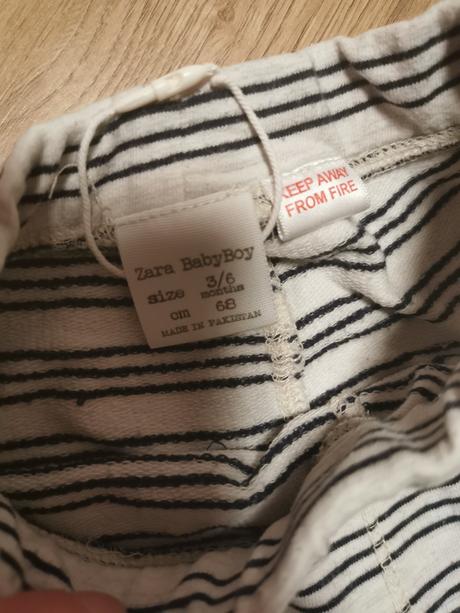 Zara BabyBoy
size 3/6
months
cm 68
MADE IN PAKISTAN
KEEP AWAY
FROM FIRE